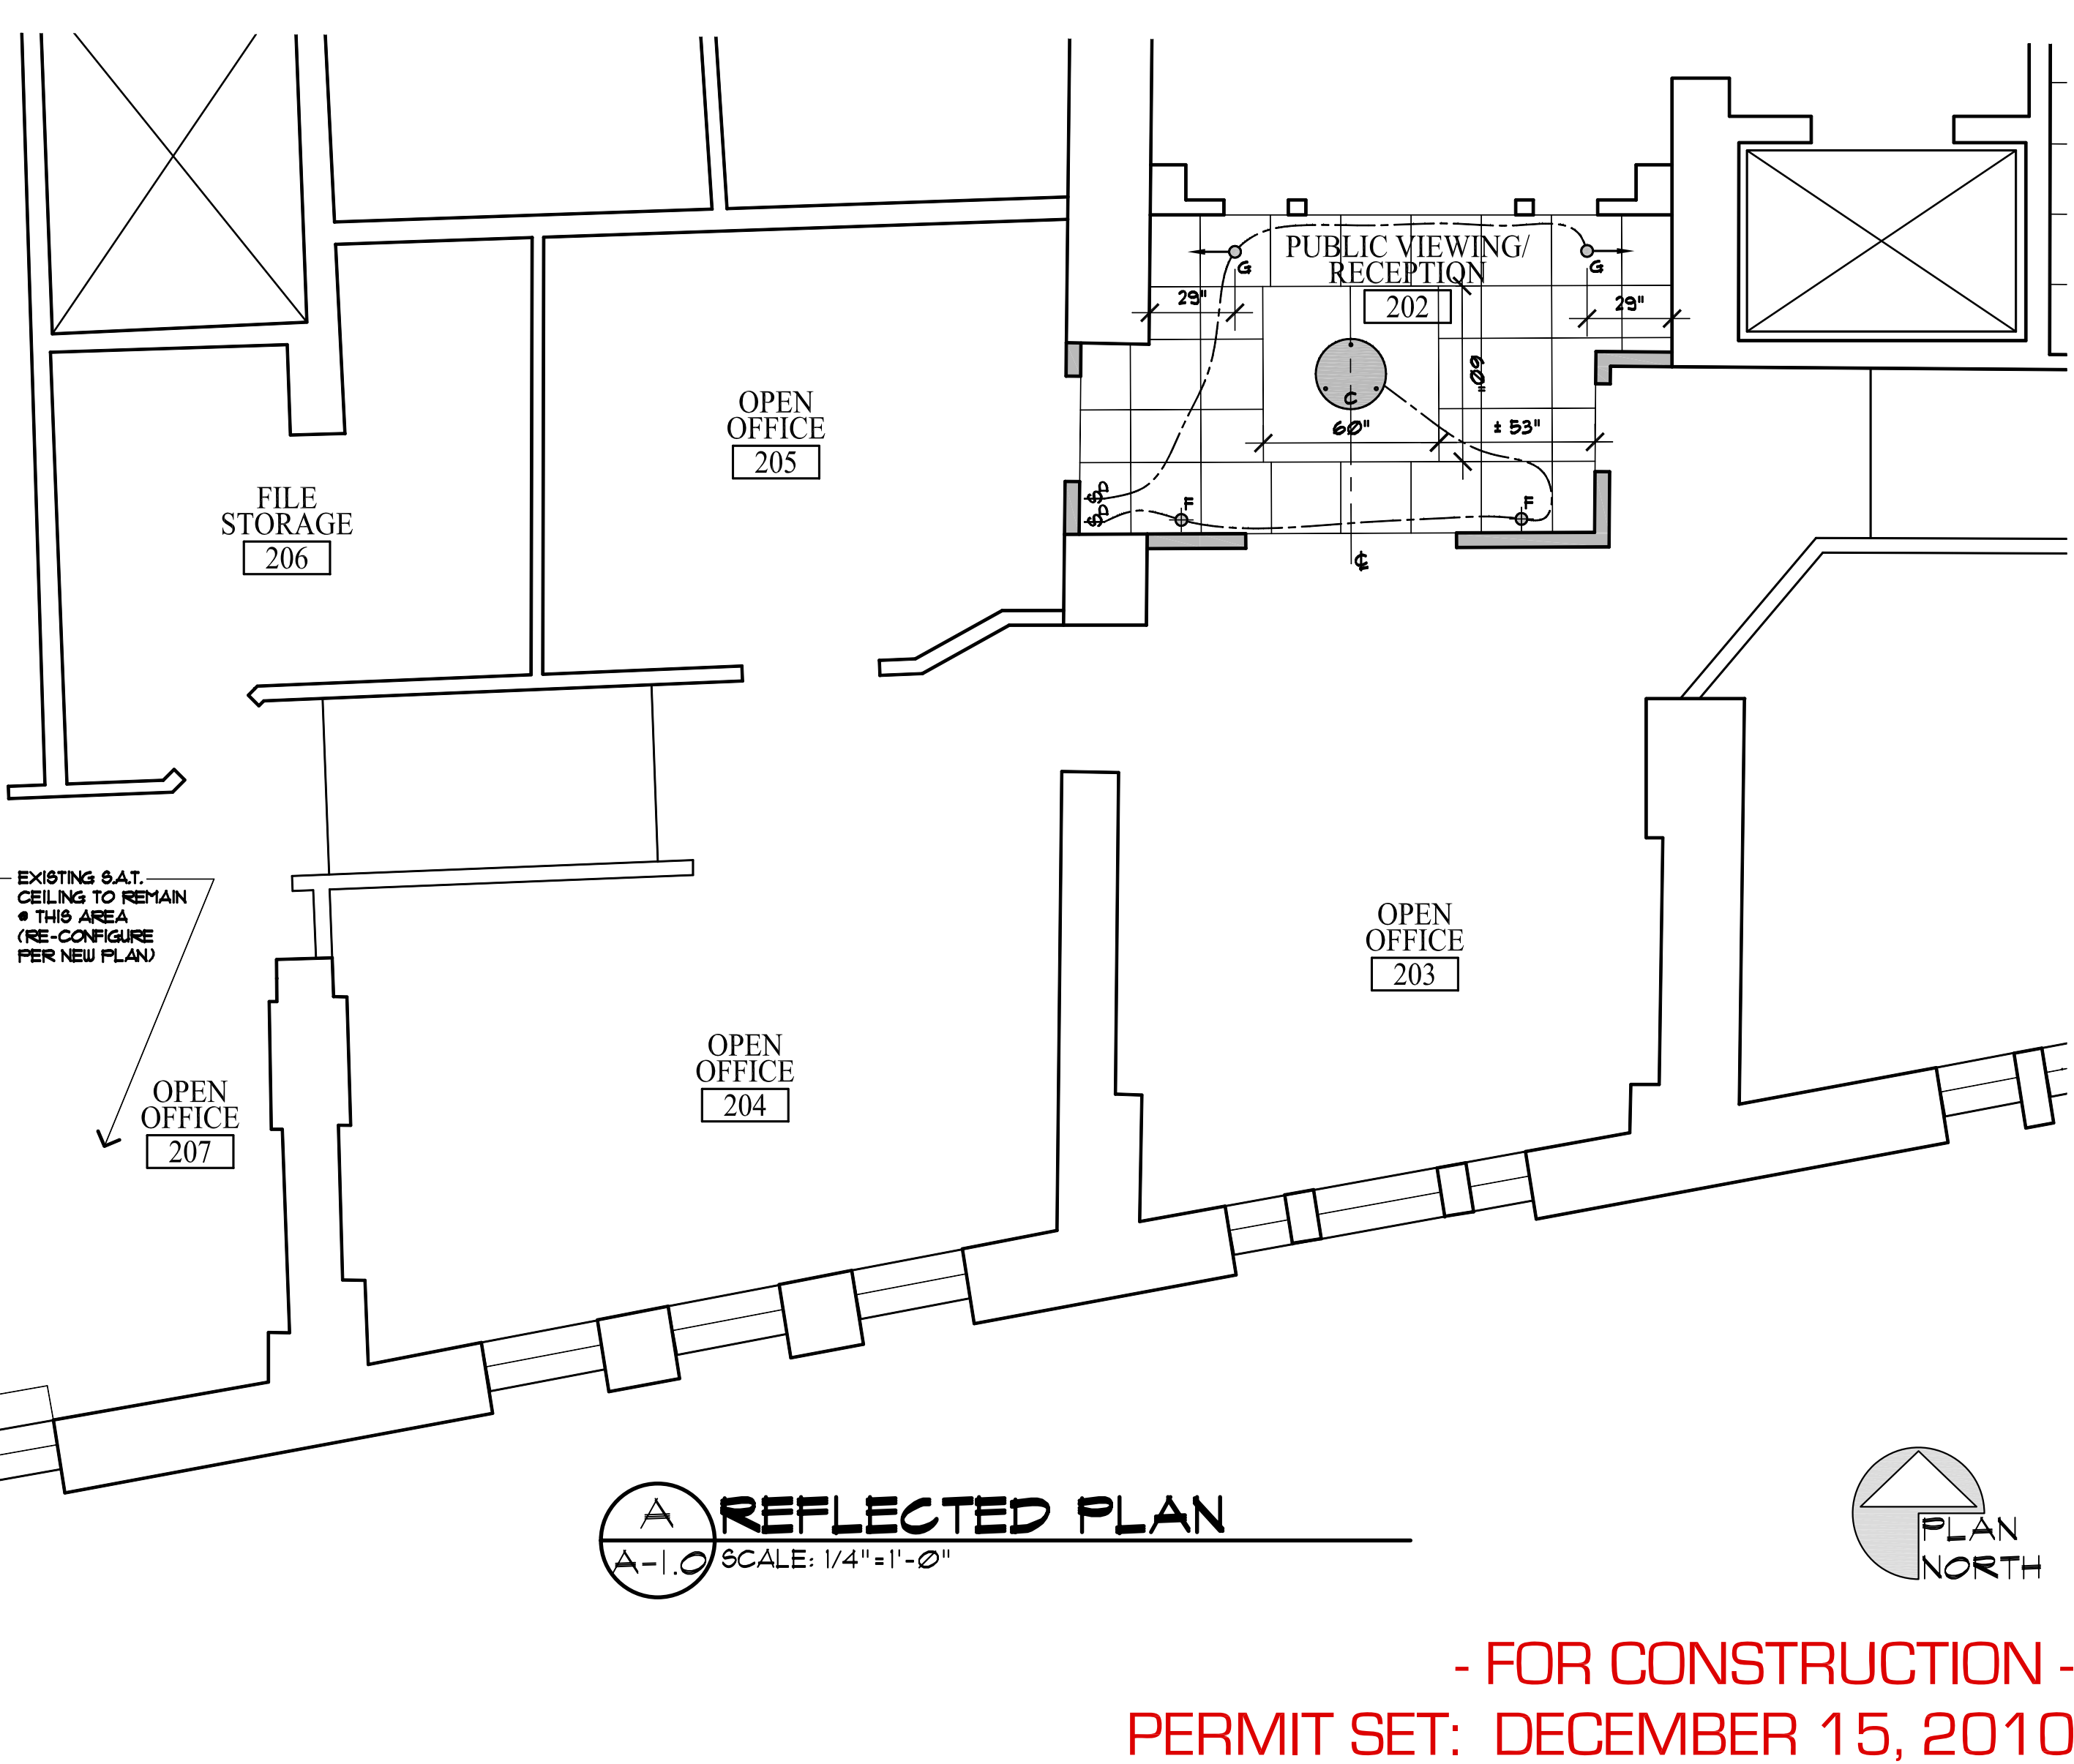 PUBLIC VIEWING/
RECEPTION
202
G
G
29"
29"
60"
C
60"
± 53"
OPEN
OFFICE
205
FILE
STORAGE
206
SD
SD
F
F
℄
EXISTING S.A.T.
CEILING TO REMAIN
@ THIS AREA
(RE-CONFIGURE
PER NEW PLAN)
OPEN
OFFICE
203
OPEN
OFFICE
204
OPEN
OFFICE
207
A
A-1.0
REFLECTED PLAN
SCALE: 1/4"=1'-0"
PLAN
NORTH
- FOR CONSTRUCTION -
PERMIT SET: DECEMBER 15, 2010